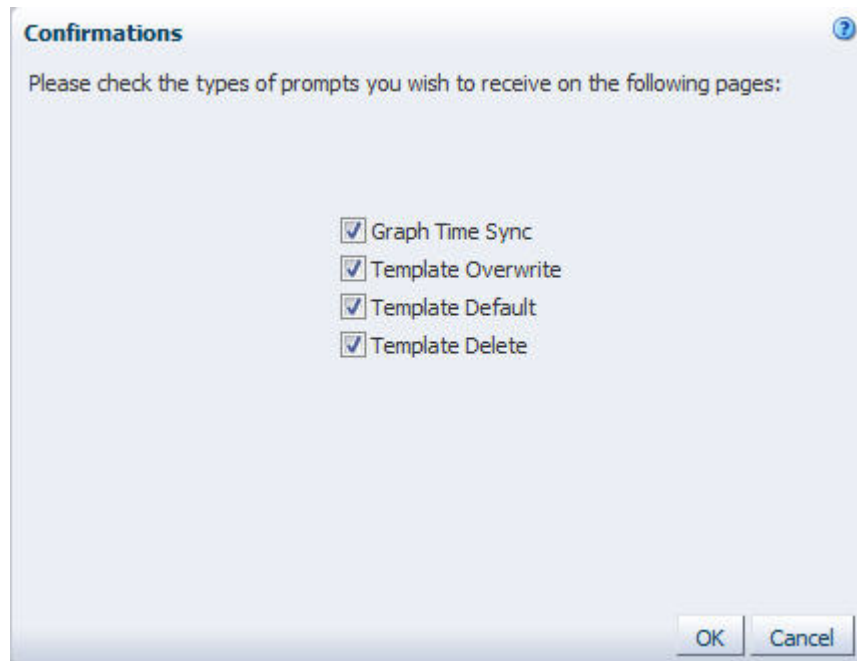 Confirmations
?
Please check the types of prompts you wish to receive on the following pages:
Graph Time Sync
Template Overwrite
Template Default
Template Delete
OK Cancel